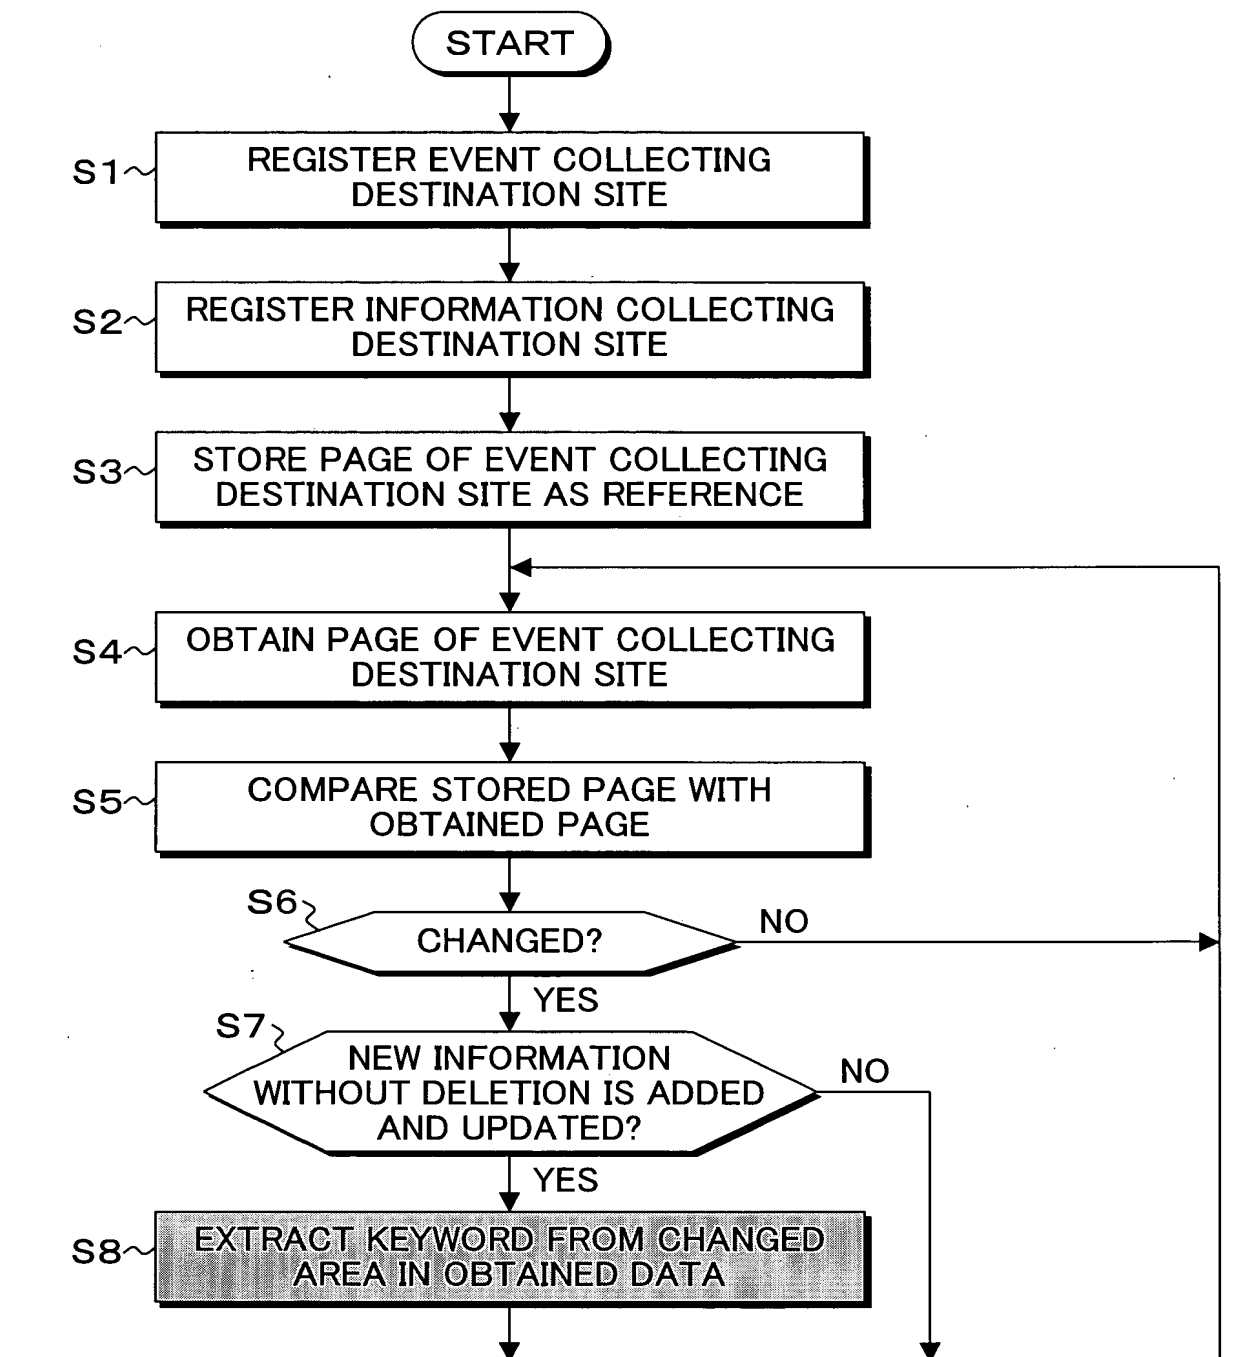 START
S1
REGISTER EVENT COLLECTING
DESTINATION SITE
S2
REGISTER INFORMATION COLLECTING
DESTINATION SITE
S3
STORE PAGE OF EVENT COLLECTING
DESTINATION SITE AS REFERENCE
S4
OBTAIN PAGE OF EVENT COLLECTING
DESTINATION SITE
S5
COMPARE STORED PAGE WITH
OBTAINED PAGE
S6
CHANGED?
NO
YES
S7
NEW INFORMATION
WITHOUT DELETION IS ADDED
AND UPDATED?
NO
YES
S8
EXTRACT KEYWORD FROM CHANGED
AREA IN OBTAINED DATA